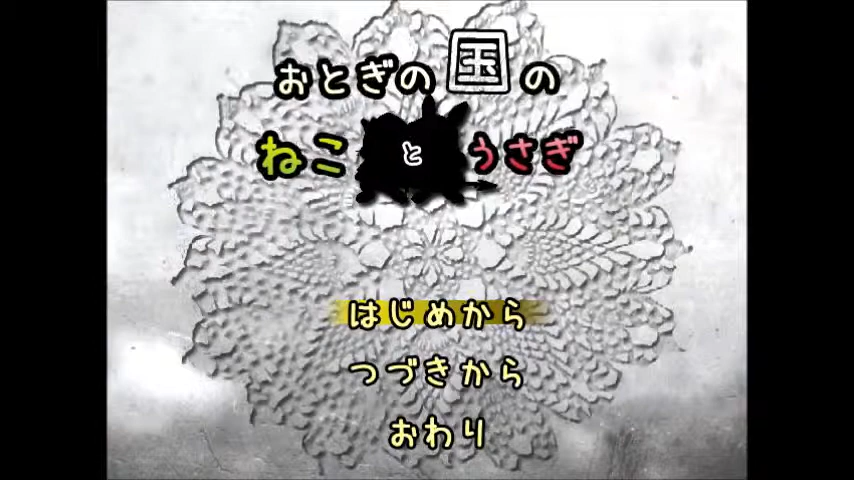 おとぎの国の
ねことうさぎ
はじめから
つづきから
おわり